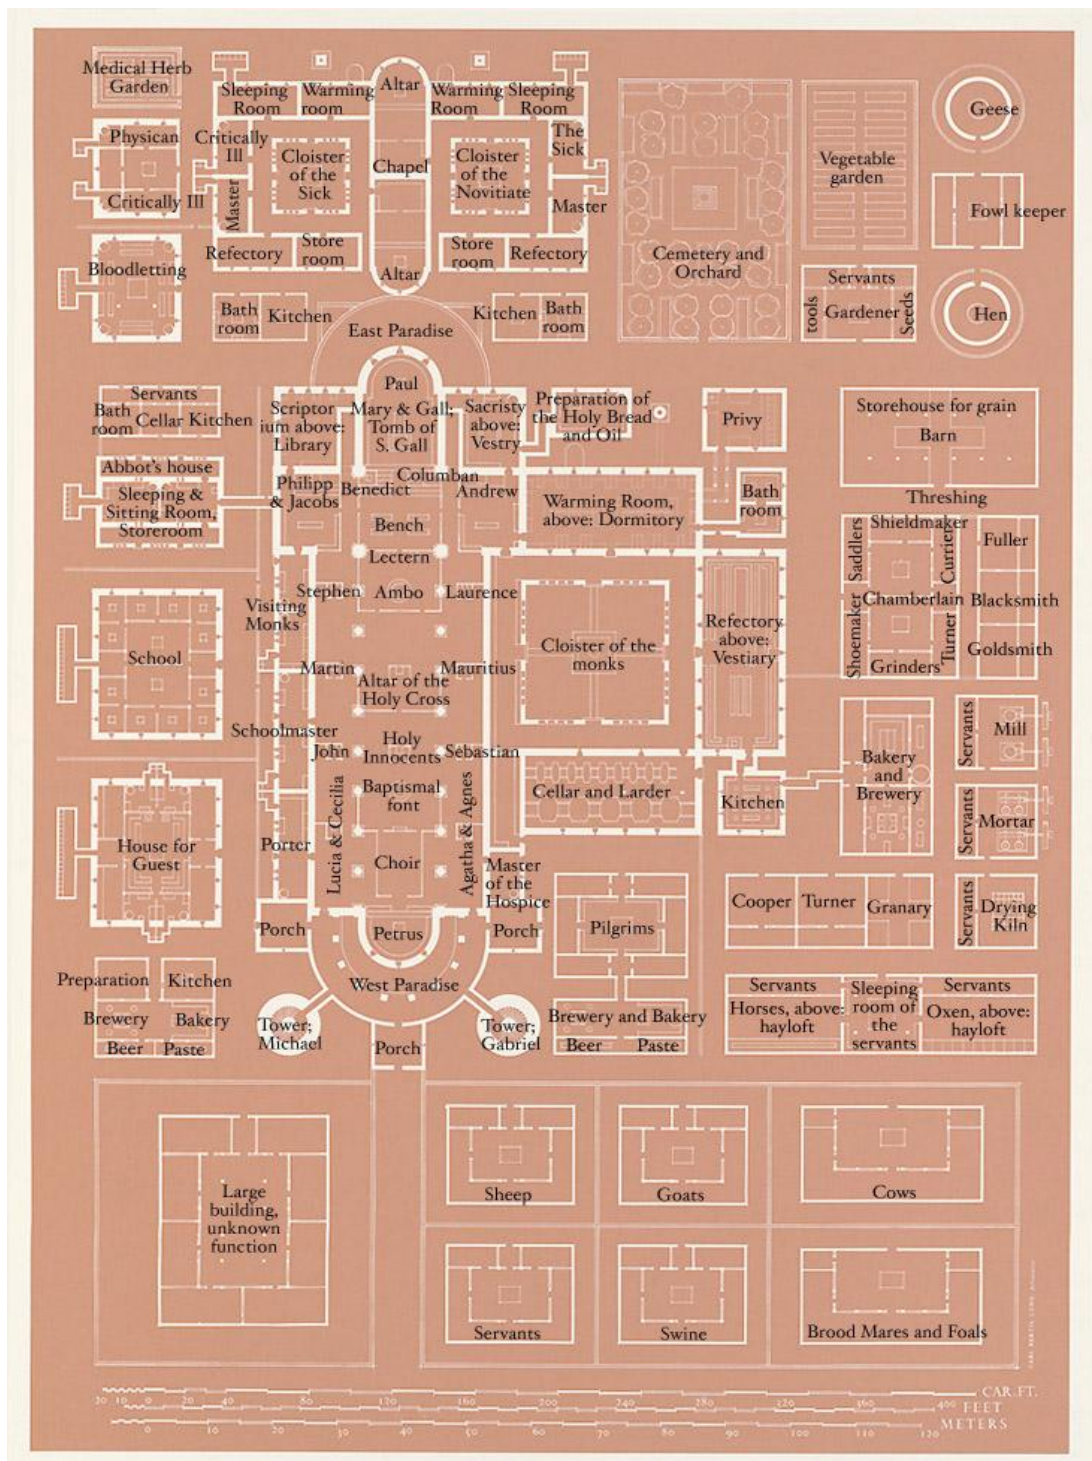 Medical Herb
Garden
Sleeping
Room
Warming
room
Altar
Warming
Room
Sleeping
Room
Geese
Physican
Critically
Ill
Cloister
of the
Sick
Chapel
Cloister
of the
Novitiate
The
Sick
Vegetable
garden
Critically Ill
Master
Master
Fowl keeper
Refectory
Store
room
Store
room
Refectory
Cemetery and
Orchard
Bloodletting
Altar
Servants
tools
Gardener
Seeds
Hen
Bath
room
Kitchen
East Paradise
Kitchen
Bath
room
Servants
Bath
room
Cellar
Kitchen
Scriptor
ium above:
Library
Paul
Mary & Gall;
Tomb of
S. Gall
Sacristy
above:
Vestry
Preparation of
the Holy Bread
and Oil
Privy
Storehouse for grain
Barn
Threshing
Abbot's house
Sleeping &
Sitting Room,
Storeroom
Philipp
& Jacobs
Benedict
Columban
Andrew
Warming Room,
above: Dormitory
Bath
room
Bench
Lectern
Saddlers
Shieldmaker
Curriers
Fuller
Visiting
Monks
Stephen
Ambo
Laurence
Shoemaker
Chamberlain
Turner
Blacksmith
Grinders
Goldsmith
School
Martin
Altar of the
Holy Cross
Mauritius
Cloister of the
monks
Refectory
above:
Vestiary
Schoolmaster
John
Holy
Innocents
Sebastian
Bakery
and
Brewery
Servants
Mill
Lucia & Cecilia
Baptismal
font
Agatha & Agnes
Cellar and Larder
Kitchen
Servants
Mortar
House for
Guest
Porter
Choir
Master
of the
Hospice
Pilgrims
Cooper
Turner
Granary
Servants
Drying
Kiln
Porch
Petrus
Porch
Preparation
Kitchen
West Paradise
Servants
Horses, above:
hayloft
Sleeping
room of
the
servants
Servants
Oxen, above:
hayloft
Brewery
Bakery
Beer
Paste
Tower;
Michael
Porch
Tower;
Gabriel
Brewery and Bakery
Beer
Paste
Large
building,
unknown
function
Sheep
Goats
Cows
Servants
Swine
Brood Mares and Foals
CAR. FT.
FEET
METERS